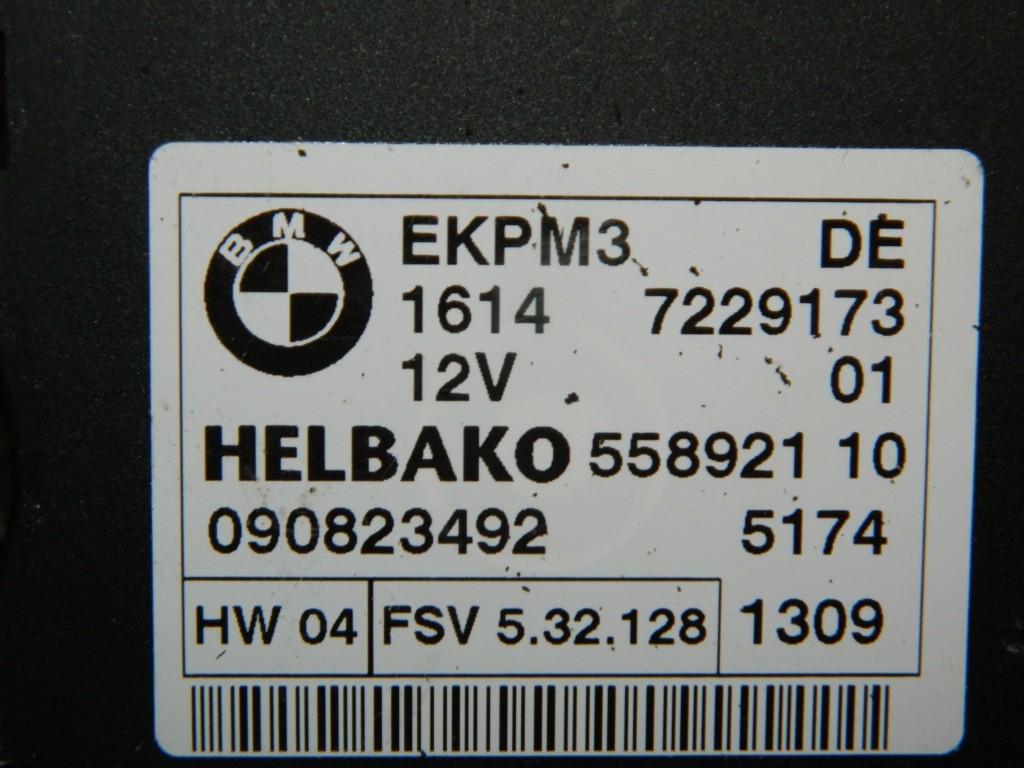 BMW
EKPM3 DE
1614 7229173
12V 01
HELBAKO 558921 10
090823492 5174
HW 04 FSV 5.32.128 1309